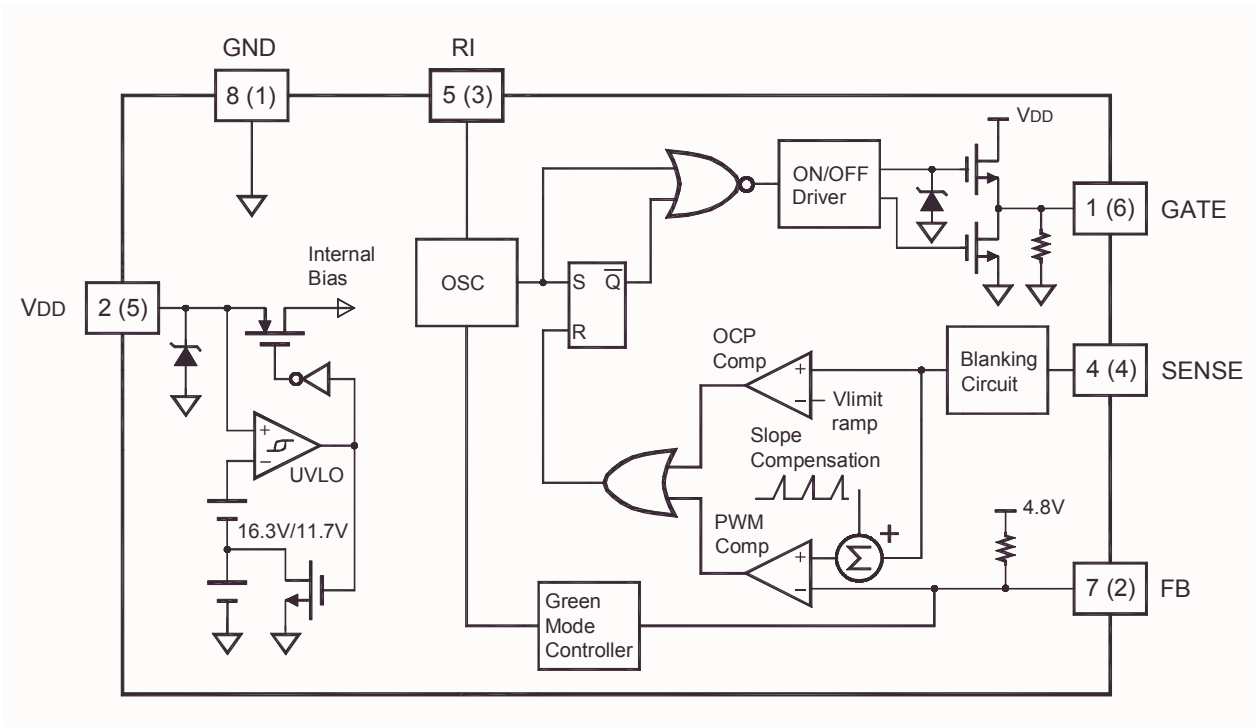 GND
RI
8 (1)
5 (3)
VDD
ON/OFF
Driver
1 (6)
GATE
Internal
Bias
OSC
S
Q
R
VDD
2 (5)
OCP
Comp
Blanking
Circuit
4 (4)
SENSE
+
−
Vlimit
ramp
+
−
UVLO
Slope
Compensation
16.3V/11.7V
PWM
Comp
+
−
Σ
+
4.8V
7 (2)
FB
Green
Mode
Controller